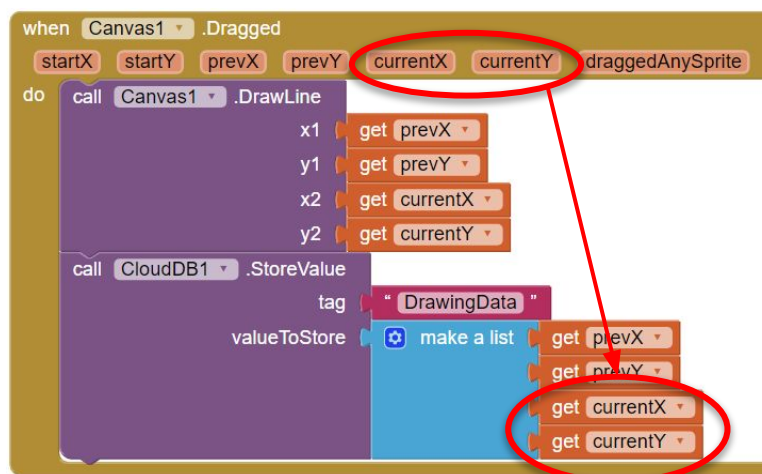 when Canvas1 .Dragged
startX startY prevX prevY currentX currentY draggedAnySprite
do call Canvas1 .DrawLine
x1 get prevX
y1 get prevY
x2 get currentX
y2 get currentY
call CloudDB1 .StoreValue
tag " DrawingData "
valueToStore make a list get prevX
get prevY
get currentX
get currentY